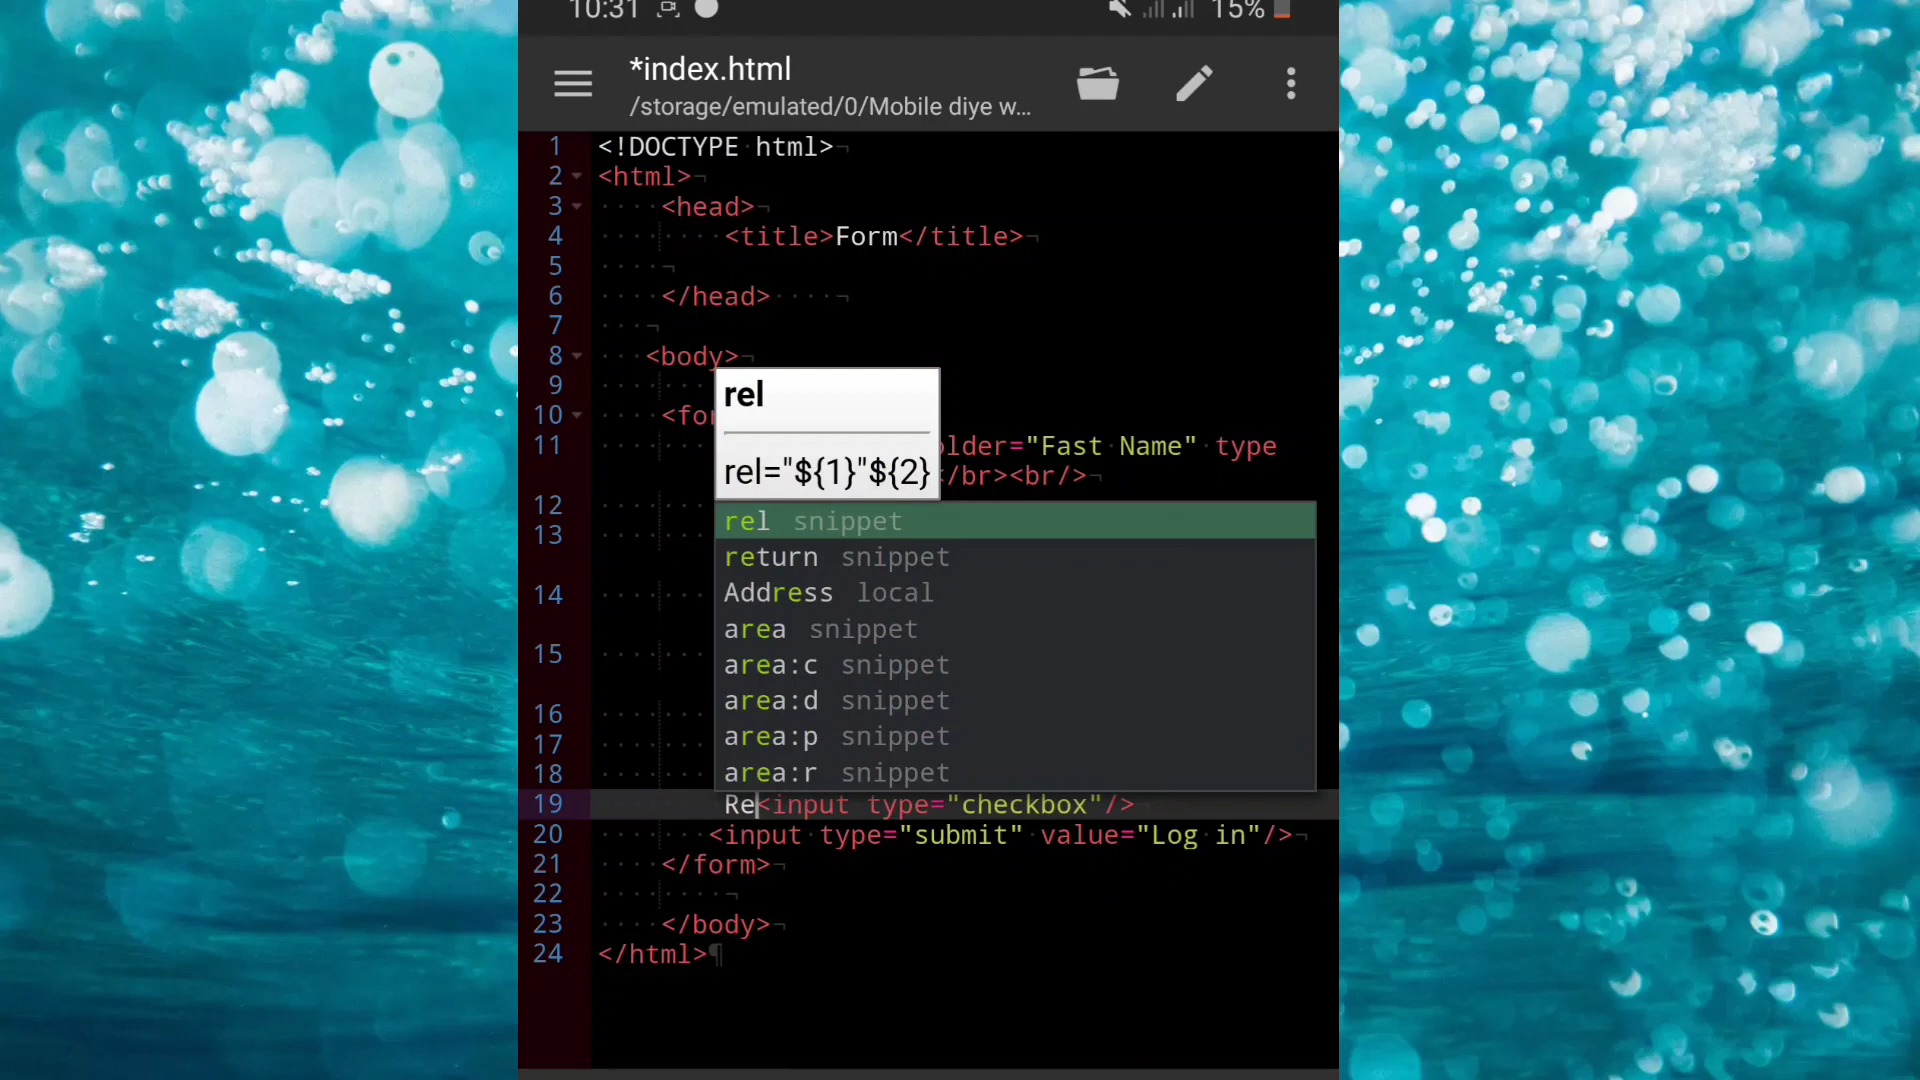 10:31 15%
*index.html
/storage/emulated/0/Mobile diye w...
1 <!DOCTYPE html>
2 <html>
3 <head>
4 <title>Form</title>
5
6 </head>
7
8 <body>
9
10 <for
11 older="Fast Name" type
/br><br/>
12
13
14
15
16
17
18
rel
rel="${1}"${2}
rel snippet
return snippet
Address local
area snippet
area:c snippet
area:d snippet
area:p snippet
area:r snippet
19 Re<input type="checkbox"/>
20 <input type="submit" value="Log in"/>
21 </form>
22
23 </body>
24 </html>